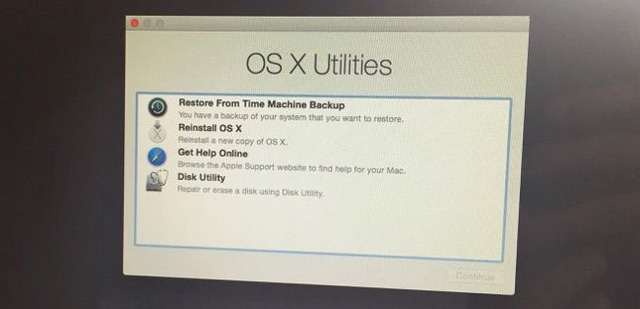 OS X Utilities
Restore From Time Machine Backup
You have a backup of your system that you want to restore.
Reinstall OS X
Reinstall a new copy of OS X.
Get Help Online
Browse the Apple Support website to find help for your Mac.
Disk Utility
Repair or erase a disk using Disk Utility.
Continue